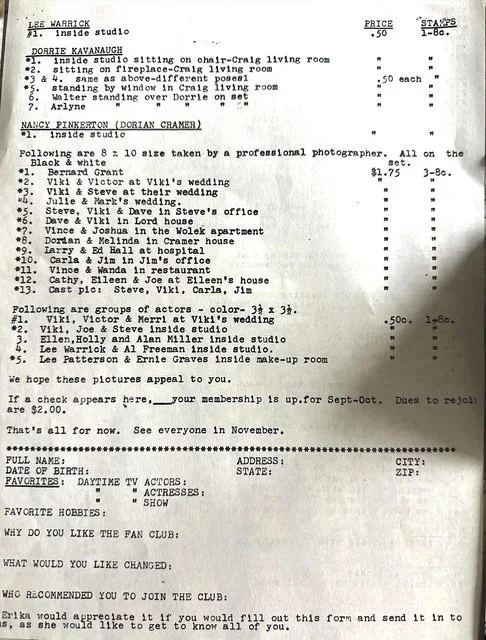 LEE WARRICK PRICE STAMPS
#1. inside studio .50 1-8c.
DORRIE KAVANAUGH
*1. inside studio sitting on chair-Craig living room " "
*2. sitting on fireplace-Craig living room " "
*3 & 4. same as above-different poses1 .50 each "
*5. standing by window in Craig living room " "
6. Walter standing over Dorrie on set " "
7. Arlyne " " " " " " "
NANCY PINKERTON (DORIAN CRAMER)
*1. inside studio " "
Following are 8 x 10 size taken by a professional photographer. All on the
Black & white set.
*1. Bernard Grant $1.75 3-8c.
*2. Viki & Victor at Viki's wedding " "
*3. Viki & Steve at their wedding " "
*4. Julie & Mark's wedding. " "
*5. Steve, Viki & Dave in Steve's office " "
*6. Dave & Viki in Lord house " "
*7. Vince & Joshua in the Wolek apartment " "
*8. Dorian & Melinda in Cramer house " "
*9. Larry & Ed Hall at hospital " "
*10. Carla & Jim in Jim's office " "
*11. Vince & Wanda in restaurant " "
*12. Cathy, Eileen & Joe at Eileen's house " "
*13. Cast pic: Steve, Viki, Carla, Jim " "
Following are groups of actors - color- 3½ x 3½.
#1. Viki, Victor & Merri at Viki's wedding .50c. 1-8c.
*2. Viki, Joe & Steve inside studio " "
3. Ellen,Holly and Alan Miller inside studio " "
4. Lee Warrick & Al Freeman inside studio. " "
*5. Lee Patterson & Ernie Graves inside make-up room " "
We hope these pictures appeal to you.
If a check appears here,___your membership is up.for Sept-Oct. Dues to rejoi
are $2.00.
That's all for now. See everyone in November.
FULL NAME: ADDRESS: CITY:
DATE OF BIRTH: STATE: ZIP:
FAVORITES: DAYTIME TV ACTORS:
" " ACTRESSES:
" " SHOW
FAVORITE HOBBIES:
WHY DO YOU LIKE THE FAN CLUB:
WHAT WOULD YOU LIKE CHANGED:
WHO RECOMMENDED YOU TO JOIN THE CLUB:
Erika would appreciate it if you would fill out this form and send it in to
s, as she would like to get to know all of you.